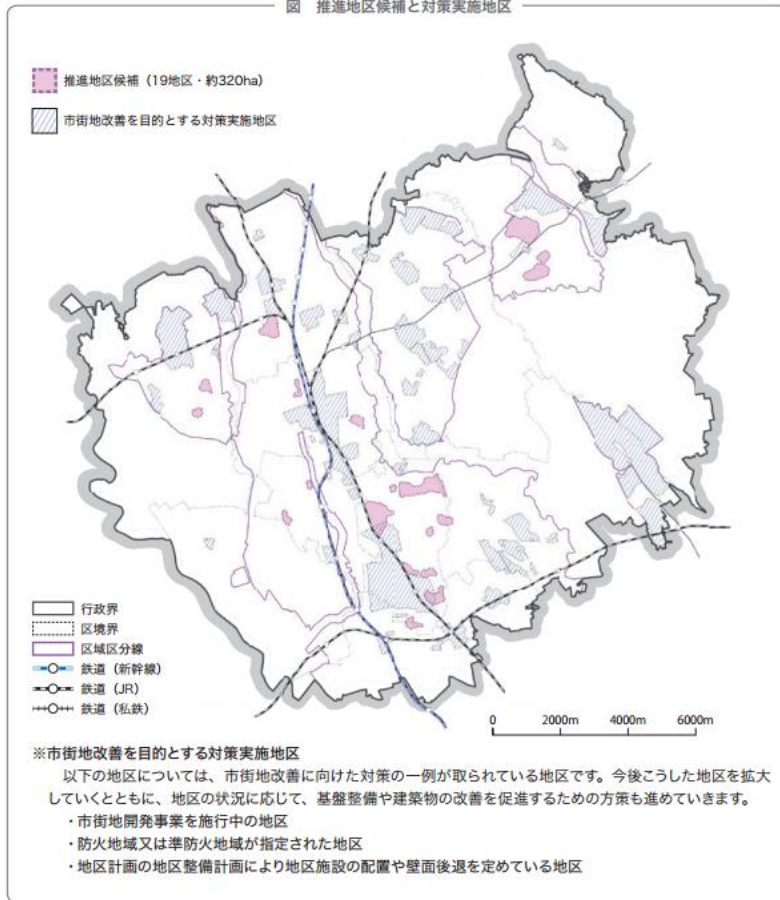 図 推進地区候補と対策実施地区
推進地区候補（19地区・約320ha）
市街地改善を目的とする対策実施地区
行政界
区境界
区域区分線
鉄道（新幹線）
鉄道（JR）
鉄道（私鉄）
0 2000m 4000m 6000m
※市街地改善を目的とする対策実施地区
以下の地区については、市街地改善に向けた対策の一例が取られている地区です。今後こうした地区を拡大
していくとともに、地区の状況に応じて、基盤整備や建築物の改善を促進するための方策も進めていきます。
・市街地開発事業を施行中の地区
・防火地域又は準防火地域が指定された地区
・地区計画の地区整備計画により地区施設の配置や壁面後退を定めている地区